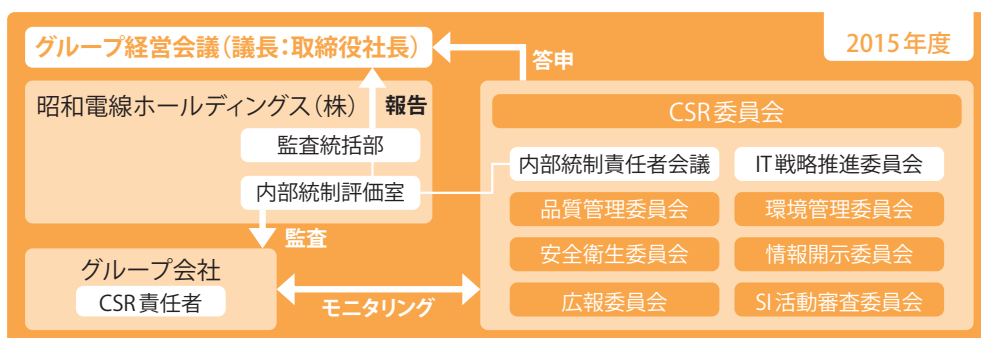 グループ経営会議（議長：取締役社長）
2015年度
答申
昭和電線ホールディングス（株）
報告
監査統括部
内部統制評価室
監査
グループ会社
CSR責任者
モニタリング
CSR委員会
内部統制責任者会議
IT戦略推進委員会
品質管理委員会
環境管理委員会
安全衛生委員会
情報開示委員会
広報委員会
SI活動審査委員会